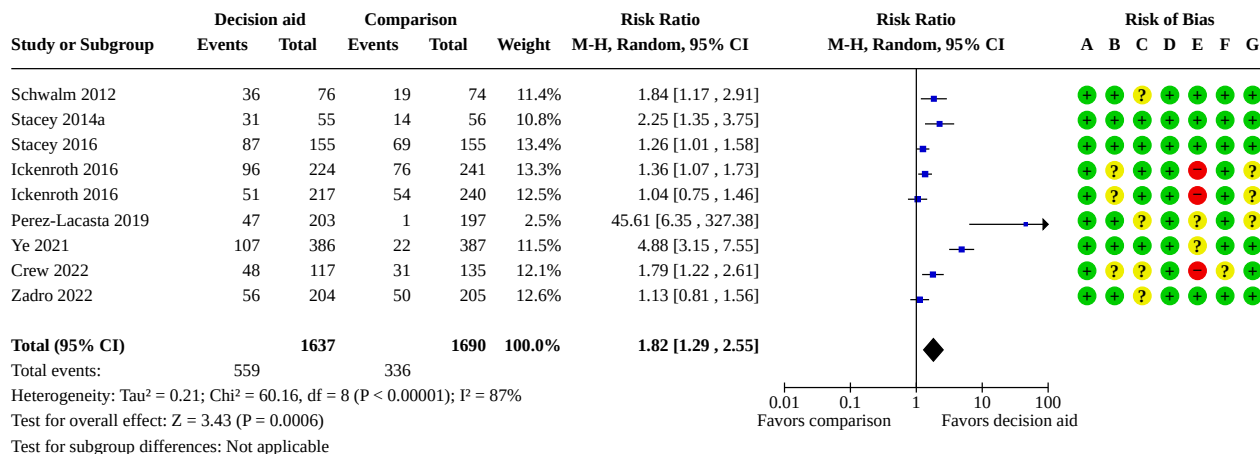 Decision aid Comparison Risk Ratio Risk Ratio Risk of Bias
Study or Subgroup Events Total Events Total Weight M-H, Random, 95% CI M-H, Random, 95% CI A B C D E F G
Schwalm 2012 36 76 19 74 11.4% 1.84 [1.17 , 2.91] + + ? + + + +
Stacey 2014a 31 55 14 56 10.8% 2.25 [1.35 , 3.75] + + + + + + +
Stacey 2016 87 155 69 155 13.4% 1.26 [1.01 , 1.58] + + + + + + +
Ickenroth 2016 96 224 76 241 13.3% 1.36 [1.07 , 1.73] + ? + + − + ?
Ickenroth 2016 51 217 54 240 12.5% 1.04 [0.75 , 1.46] + ? + + − + ?
Perez-Lacasta 2019 47 203 1 197 2.5% 45.61 [6.35 , 327.38] + + ? + ? + ?
Ye 2021 107 386 22 387 11.5% 4.88 [3.15 , 7.55] + + + + ? + +
Crew 2022 48 117 31 135 12.1% 1.79 [1.22 , 2.61] + ? ? + − ? +
Zadro 2022 56 204 50 205 12.6% 1.13 [0.81 , 1.56] + + ? + + + +
Total (95% CI) 1637 1690 100.0% 1.82 [1.29 , 2.55]
Total events: 559 336
Heterogeneity: Tau² = 0.21; Chi² = 60.16, df = 8 (P < 0.00001); I² = 87%
0.01 0.1 1 10 100
Test for overall effect: Z = 3.43 (P = 0.0006)
Favors comparison Favors decision aid
Test for subgroup differences: Not applicable